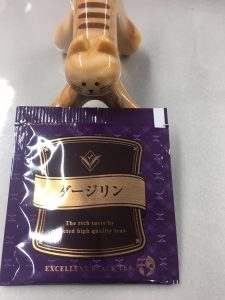 ダージリン
The rich taste by
high quality teas.
EXCELLENT BLACK TEA